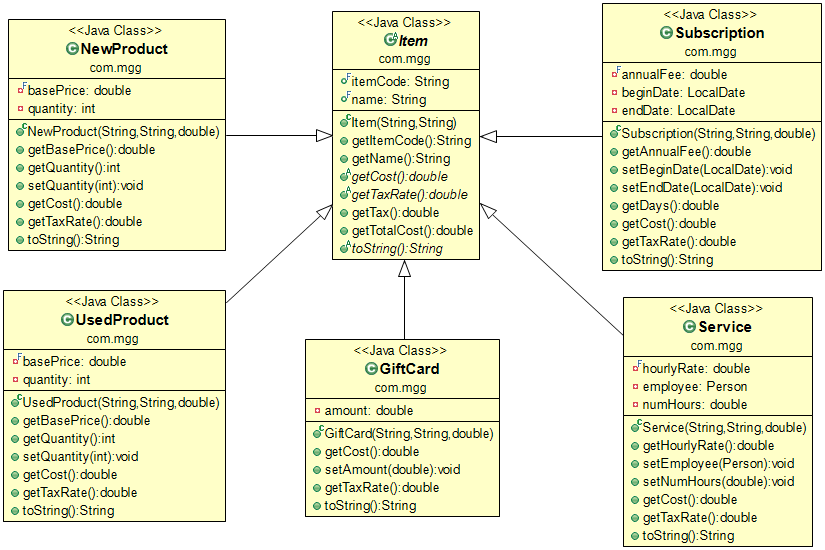 <<Java Class>>
NewProduct
com.mgg
basePrice: double
quantity: int
NewProduct(String,String,double)
getBasePrice():double
getQuantity():int
setQuantity(int):void
getCost():double
getTaxRate():double
toString():String
<<Java Class>>
Item
com.mgg
itemCode: String
name: String
Item(String,String)
getItemCode():String
getName():String
getCost():double
getTaxRate():double
getTax():double
getTotalCost():double
toString():String
<<Java Class>>
Subscription
com.mgg
annualFee: double
beginDate: LocalDate
endDate: LocalDate
Subscription(String,String,double)
getAnnualFee():double
setBeginDate(LocalDate):void
setEndDate(LocalDate):void
getDays():double
getCost():double
getTaxRate():double
toString():String
<<Java Class>>
UsedProduct
com.mgg
basePrice: double
quantity: int
UsedProduct(String,String,double)
getBasePrice():double
getQuantity():int
setQuantity(int):void
getCost():double
getTaxRate():double
toString():String
<<Java Class>>
GiftCard
com.mgg
amount: double
GiftCard(String,String,double)
getCost():double
setAmount(double):void
getTaxRate():double
toString():String
<<Java Class>>
Service
com.mgg
hourlyRate: double
employee: Person
numHours: double
Service(String,String,double)
getHourlyRate():double
setEmployee(Person):void
setNumHours(double):void
getCost():double
getTaxRate():double
toString():String